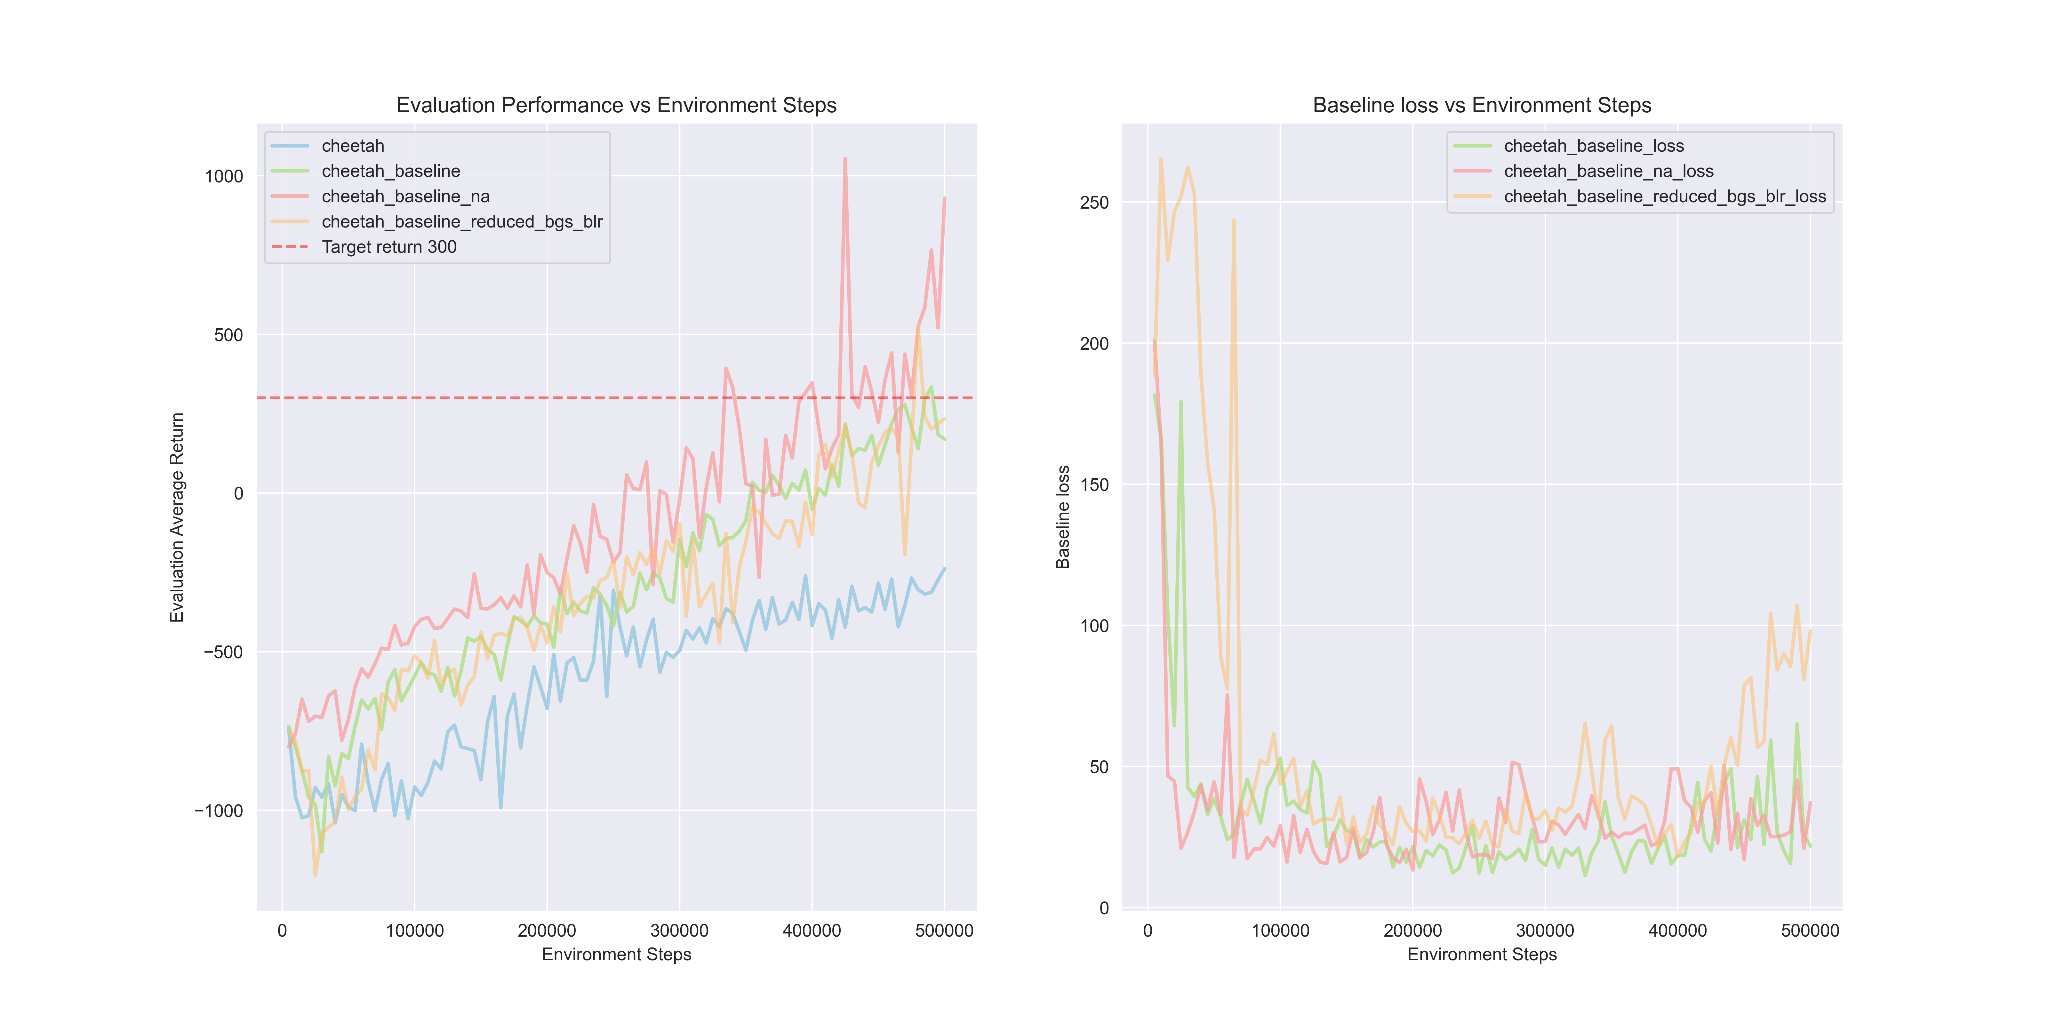 Evaluation Performance vs Environment Steps
cheetah
cheetah_baseline
cheetah_baseline_na
cheetah_baseline_reduced_bgs_blr
Target return 300
1000
500
0
−500
−1000
Evaluation Average Return
0
100000
200000
300000
400000
500000
Environment Steps
Baseline loss vs Environment Steps
cheetah_baseline_loss
cheetah_baseline_na_loss
cheetah_baseline_reduced_bgs_blr_loss
250
200
150
100
50
0
Baseline loss
0
100000
200000
300000
400000
500000
Environment Steps